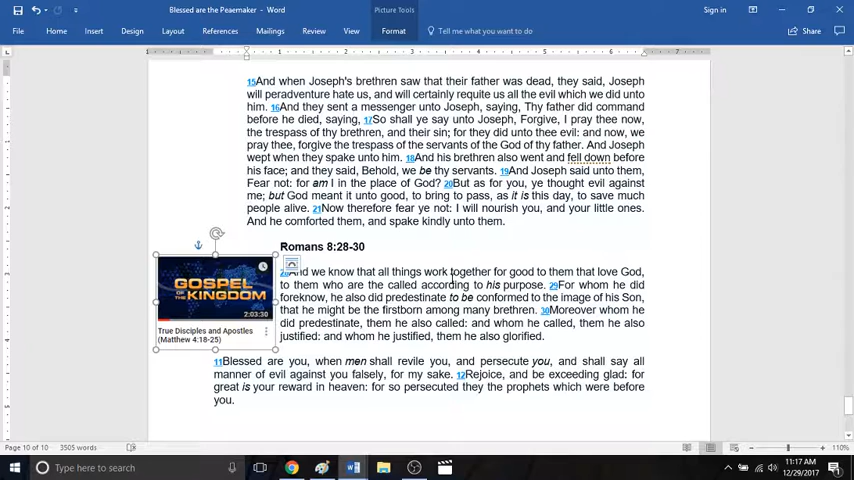 Blessed are the Peaemaker - Word
Picture Tools
Sign in
File
Home
Insert
Design
Layout
References
Mailings
Review
View
Format
Tell me what you want to do
Share
15And when Joseph's brethren saw that their father was dead, they said, Joseph
will peradventure hate us, and will certainly requite us all the evil which we did unto
him. 16And they sent a messenger unto Joseph, saying, Thy father did command
before he died, saying, 17So shall ye say unto Joseph, Forgive, I pray thee now,
the trespass of thy brethren, and their sin; for they did unto thee evil: and now, we
pray thee, forgive the trespass of the servants of the God of thy father. And Joseph
wept when they spake unto him. 18And his brethren also went and fell down before
his face; and they said, Behold, we be thy servants. 19And Joseph said unto them,
Fear not: for am I in the place of God? 20But as for you, ye thought evil against
me; but God meant it unto good, to bring to pass, as it is this day, to save much
people alive. 21Now therefore fear ye not: I will nourish you, and your little ones.
And he comforted them, and spake kindly unto them.
Romans 8:28-30
28And we know that all things work together for good to them that love God,
to them who are the called according to his purpose. 29For whom he did
foreknow, he also did predestinate to be conformed to the image of his Son,
that he might be the firstborn among many brethren. 30Moreover whom he
did predestinate, them he also called: and whom he called, them he also
justified: and whom he justified, them he also glorified.
GOSPEL
OF THE
KINGDOM
2:03:30
True Disciples and Apostles
(Matthew 4:18-25)
11Blessed are you, when men shall revile you, and persecute you, and shall say all
manner of evil against you falsely, for my sake. 12Rejoice, and be exceeding glad: for
great is your reward in heaven: for so persecuted they the prophets which were before
you.
Page 10 of 10
3505 words
110%
Type here to search
11:17 AM
12/29/2017